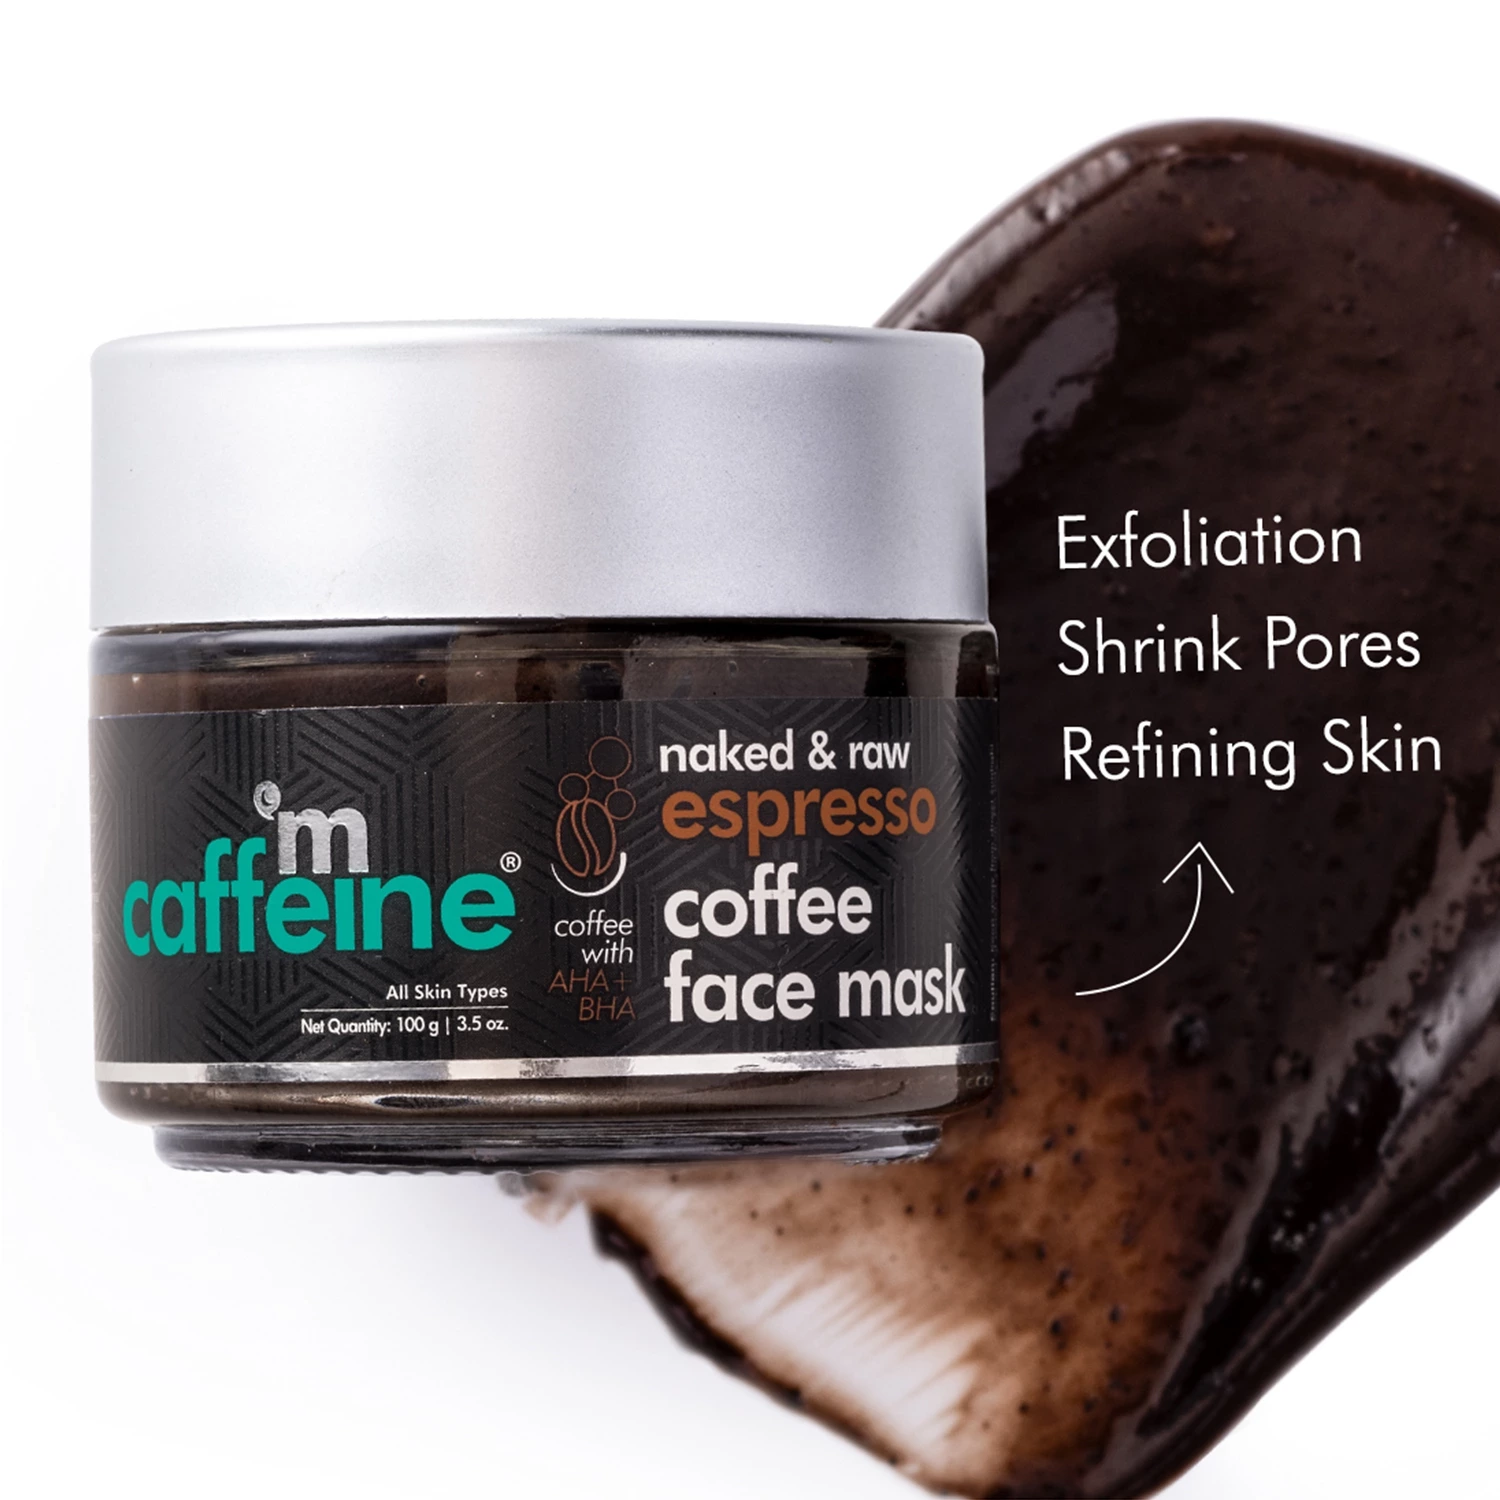 'm
caffeine®
All Skin Types
Net Quantity: 100 g | 3.5 oz.
coffee
with
AHA +
BHA
naked & raw
espresso
coffee
face mask
Exfoliation
Shrink Pores
Refining Skin